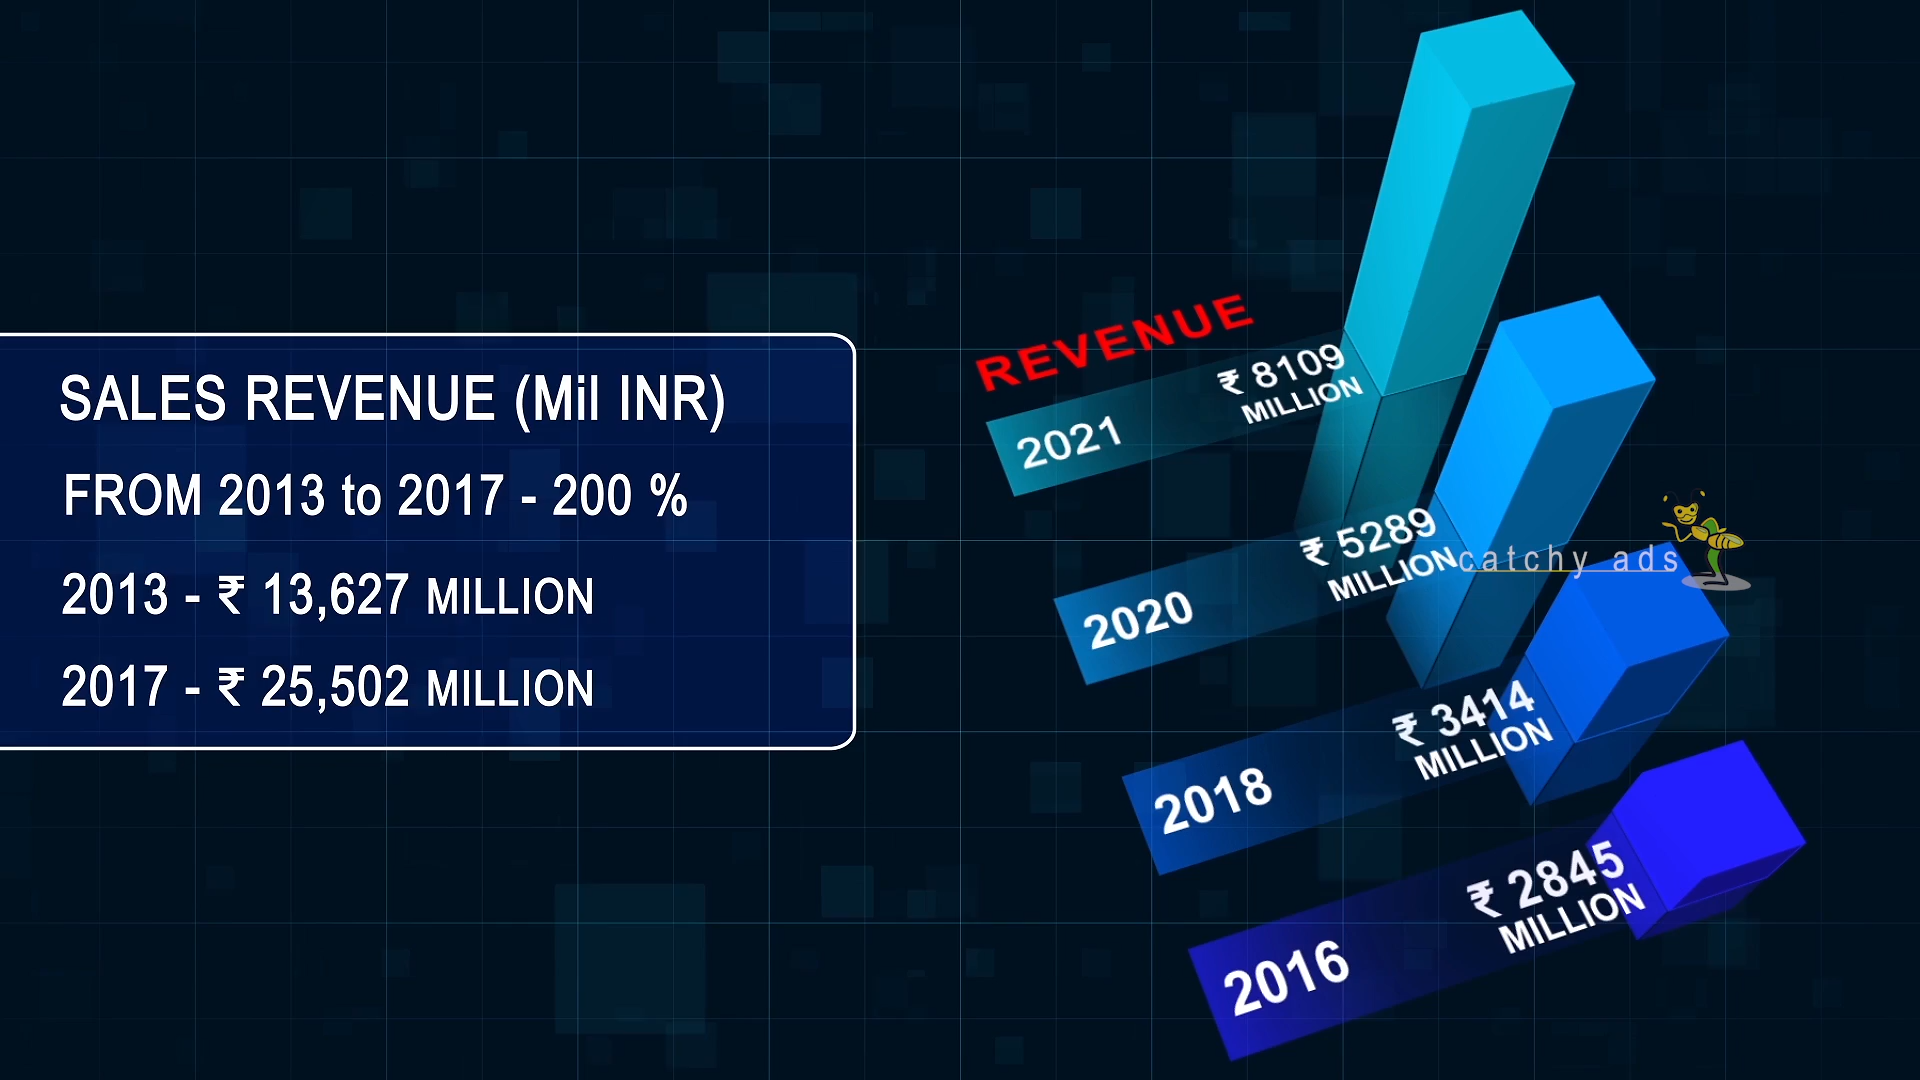 SALES REVENUE (Mil INR)
FROM 2013 to 2017 - 200 %
2013 - ₹ 13,627 MILLION
2017 - ₹ 25,502 MILLION
REVENUE
2021
₹ 8109
MILLION
2020
₹ 5289
MILLION
catchy ads
2018
₹ 3414
MILLION
2016
₹ 2845
MILLION